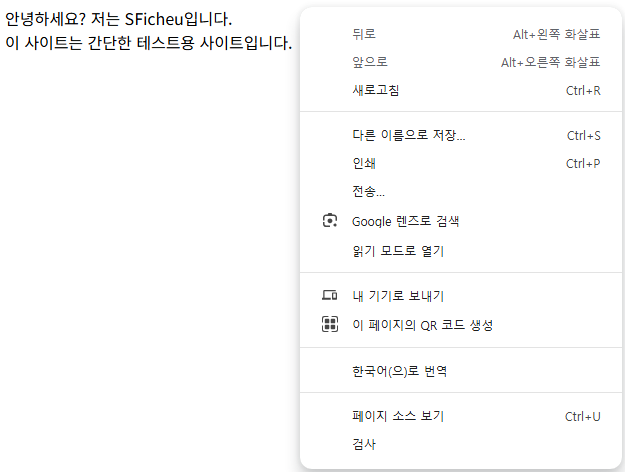 안녕하세요? 저는 SFicheu입니다.
이 사이트는 간단한 테스트용 사이트입니다.
뒤로 Alt+왼쪽 화살표
앞으로 Alt+오른쪽 화살표
새로고침 Ctrl+R
다른 이름으로 저장... Ctrl+S
인쇄 Ctrl+P
전송...
Google 렌즈로 검색
읽기 모드로 열기
내 기기로 보내기
이 페이지의 QR 코드 생성
한국어(으)로 번역
페이지 소스 보기 Ctrl+U
검사